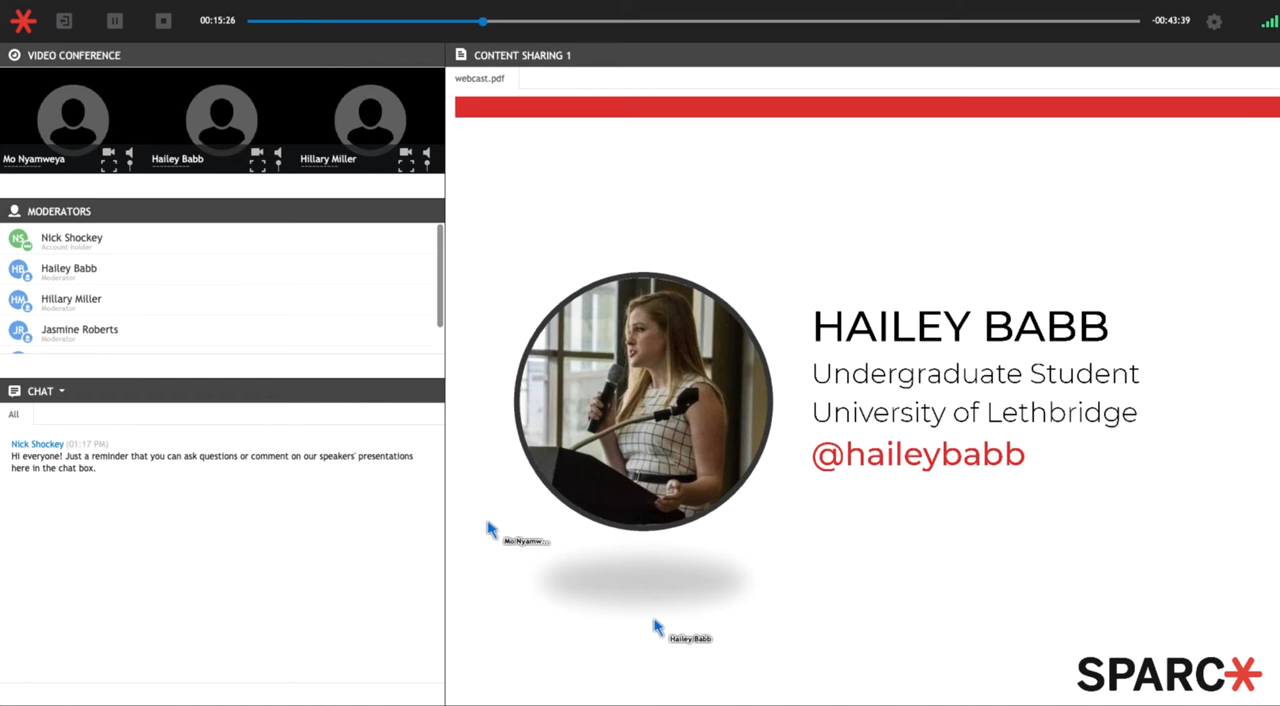 00:15:26
-00:43:39
VIDEO CONFERENCE
Mo Nyamweya
Hailey Babb
Hillary Miller
MODERATORS
NS
Nick Shockey
Account holder
HB
Hailey Babb
Moderator
HM
Hillary Miller
Moderator
JR
Jasmine Roberts
Moderator
CHAT
All
Nick Shockey (01:17 PM)
Hi everyone! Just a reminder that you can ask questions or comment on our speakers' presentations
here in the chat box.
CONTENT SHARING 1
webcast.pdf
HAILEY BABB
Undergraduate Student
University of Lethbridge
@haileybabb
Mo Nyamw...
Hailey Babb
SPARC